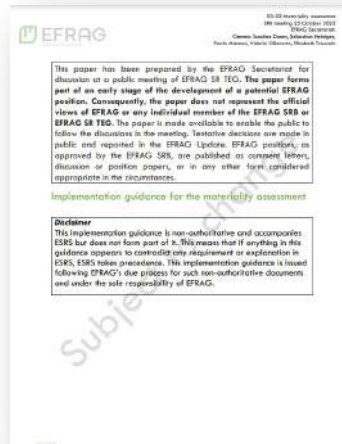 EFRAG
03-02 Materiality assessment
EFRAG Secretariat
This paper has been prepared by the EFRAG Secretariat for
discussion at a public meeting of EFRAG SR TEG. The paper forms
part of an early stage of the development of a potential EFRAG
position. Consequently, the paper does not represent the official
views of EFRAG or any individual member of the EFRAG SRB or
EFRAG SR TEG. The paper is made available to enable the public to
follow the discussions in the meeting. Tentative decisions are made in
public and reported in the EFRAG Update. EFRAG positions, as
approved by the EFRAG SRB, are published as comment letters,
discussion or position papers, or in any other form considered
appropriate in the circumstances.
Implementation guidance for the materiality assessment
Disclaimer
This implementation guidance is non-authoritative and accompanies
ESRS but does not form part of it. This means that if anything in this
guidance appears to contradict any requirement or explanation in
ESRS, ESRS takes precedence. This implementation guidance is issued
following EFRAG's due process for such non-authoritative documents
and under the sole responsibility of EFRAG.